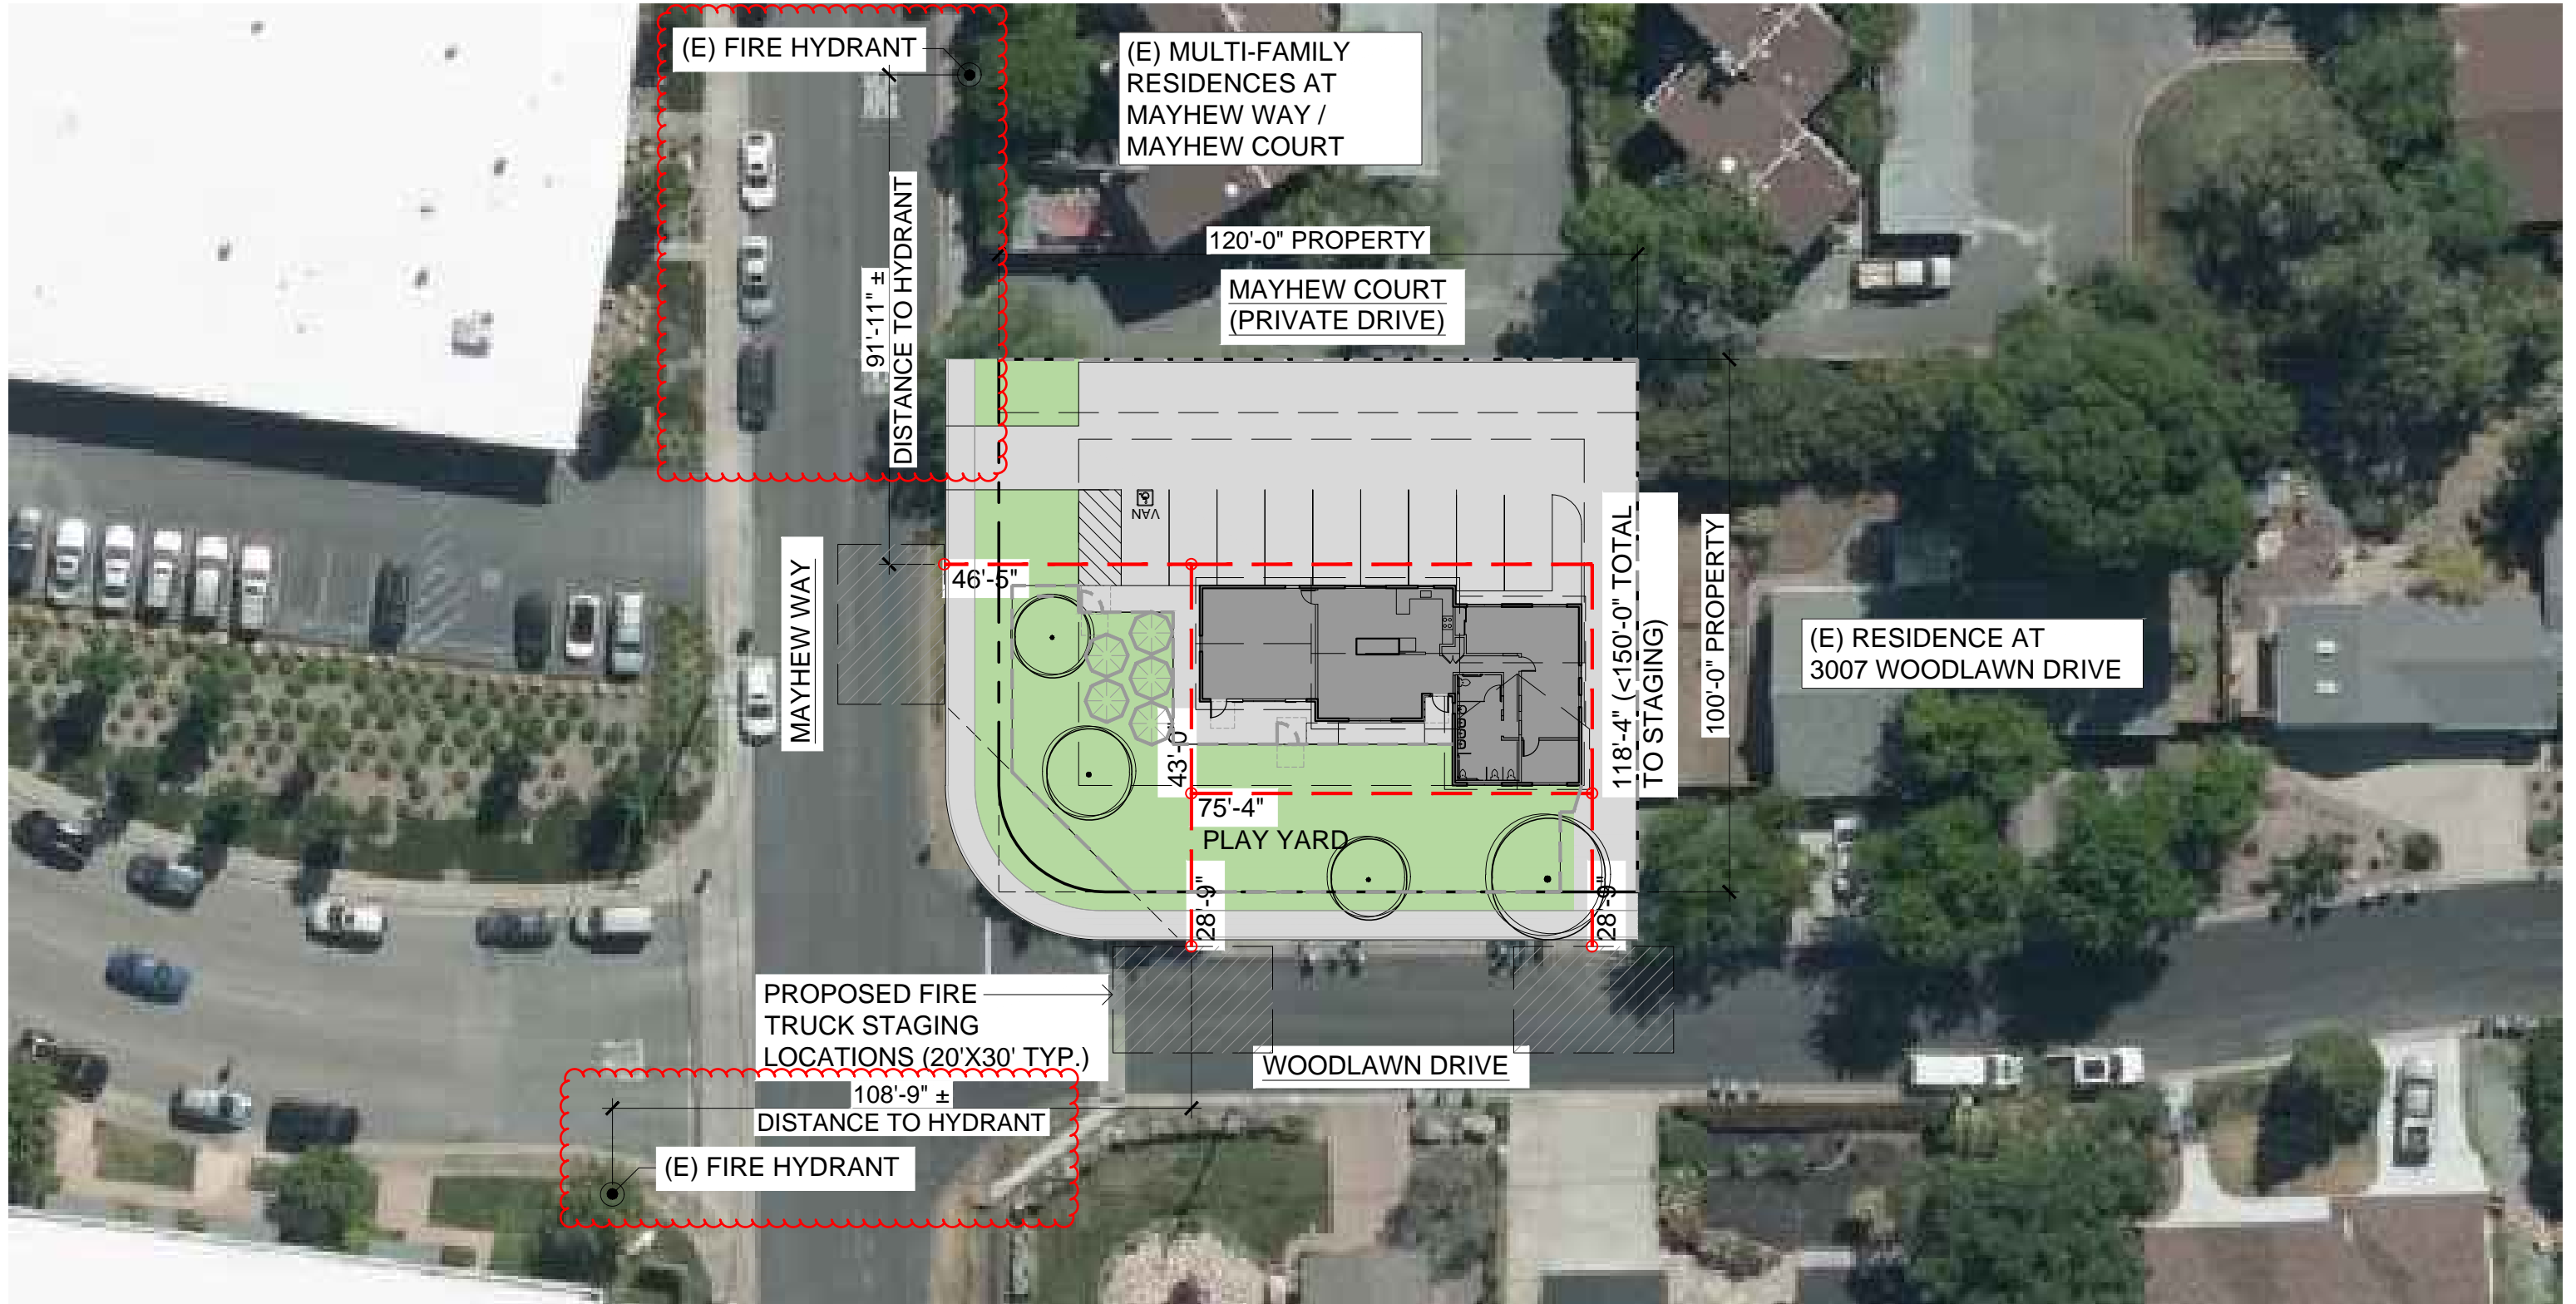 (E) FIRE HYDRANT
(E) MULTI-FAMILY
RESIDENCES AT
MAYHEW WAY /
MAYHEW COURT
91'-11" ±
DISTANCE TO HYDRANT
120'-0" PROPERTY
MAYHEW COURT
(PRIVATE DRIVE)
VAN
46'-5"
MAYHEW WAY
118'-4" (<150'-0" TOTAL
TO STAGING)
100'-0" PROPERTY
(E) RESIDENCE AT
3007 WOODLAWN DRIVE
43'-0"
75'-4"
PLAY YARD
28'-9"
28'-9"
PROPOSED FIRE
TRUCK STAGING
LOCATIONS (20'X30' TYP.)
WOODLAWN DRIVE
108'-9" ±
DISTANCE TO HYDRANT
(E) FIRE HYDRANT